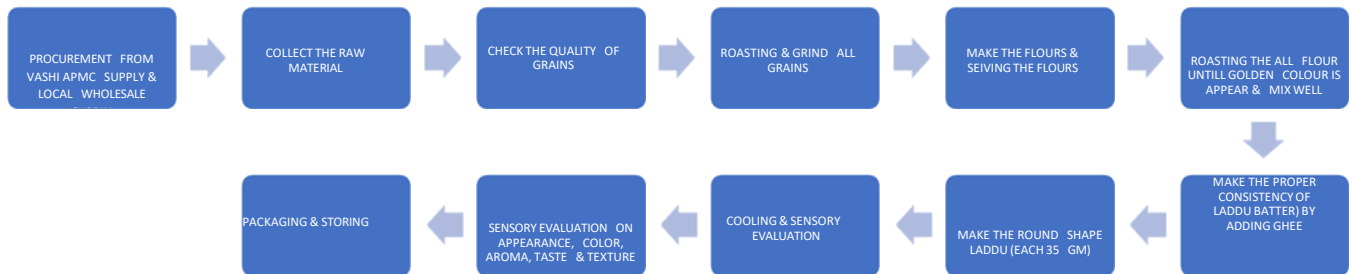 PROCUREMENT FROM
VASHI APMC SUPPLY &
LOCAL WHOLESALE
COLLECT THE RAW
MATERIAL
CHECK THE QUALITY OF
GRAINS
ROASTING & GRIND ALL
GRAINS
MAKE THE FLOURS &
SEIVING THE FLOURS
ROASTING THE ALL FLOUR
UNTILL GOLDEN COLOUR IS
APPEAR & MIX WELL
MAKE THE PROPER
CONSISTENCY OF
LADDU BATTER) BY
ADDING GHEE
MAKE THE ROUND SHAPE
LADDU (EACH 35 GM)
COOLING & SENSORY
EVALUATION
SENSORY EVALUATION ON
APPEARANCE, COLOR,
AROMA, TASTE & TEXTURE
PACKAGING & STORING